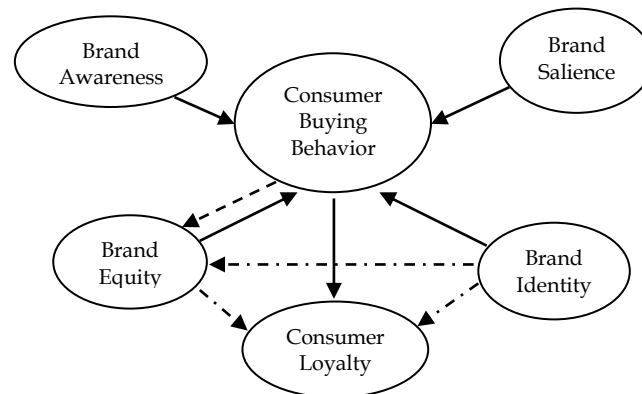 Brand
Awareness
Brand
Salience
Consumer
Buying
Behavior
Brand
Equity
Brand
Identity
Consumer
Loyalty